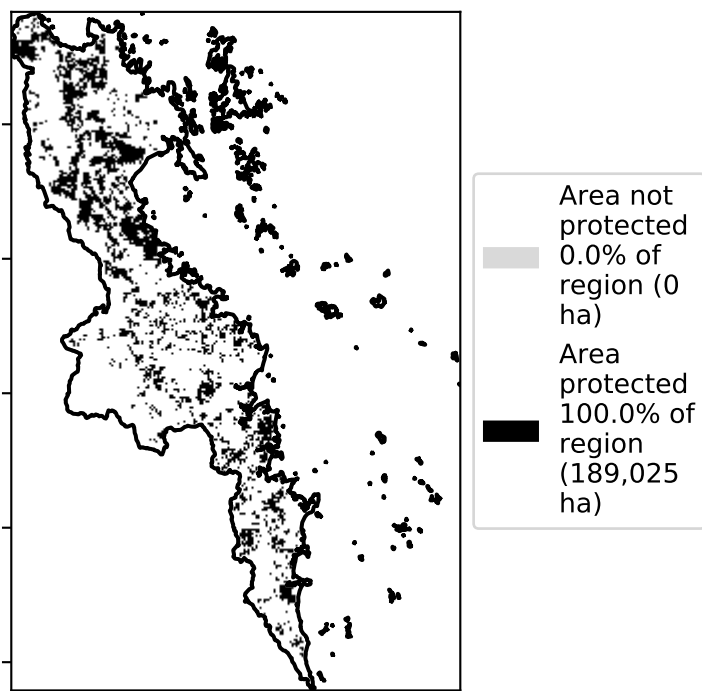 Area not
protected
0.0% of
region (0
ha)
Area
protected
100.0% of
region
(189,025
ha)